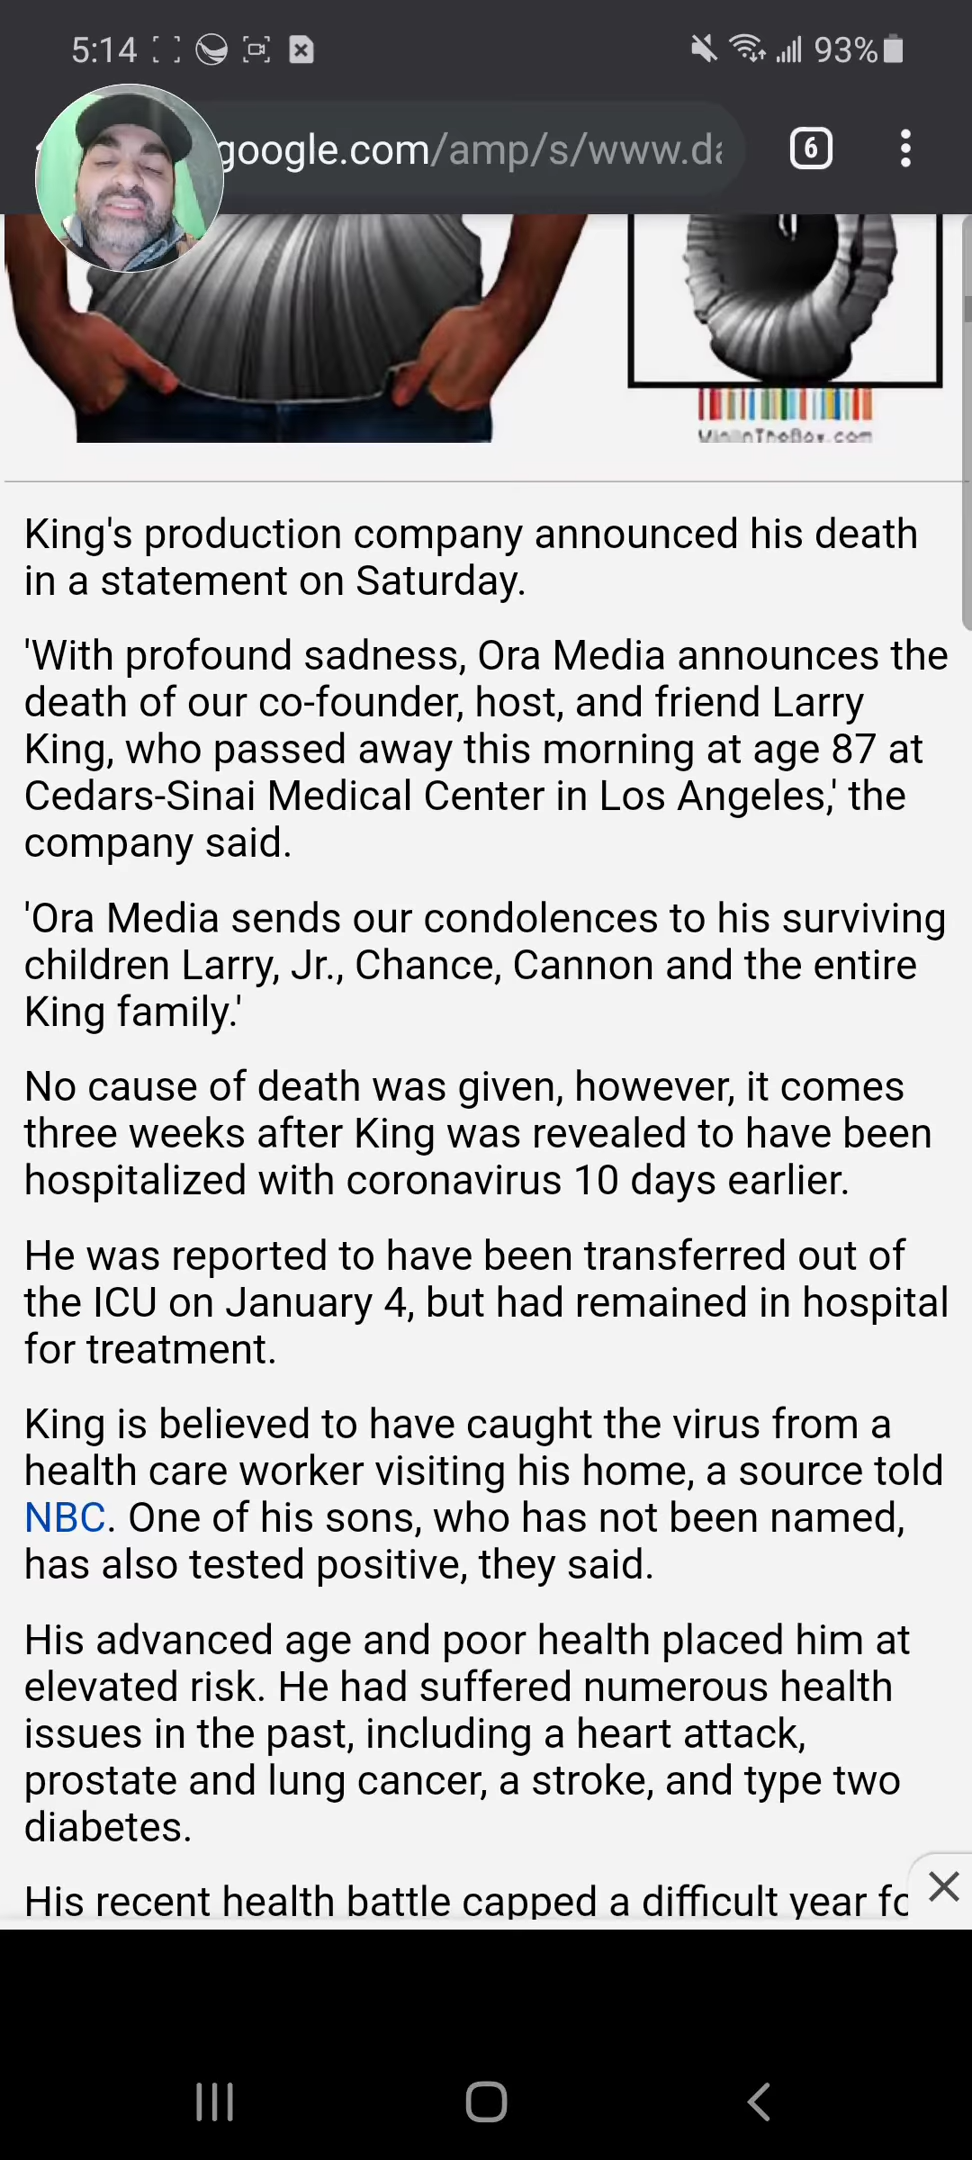 5:14
93%
google.com/amp/s/www.da
6
MiniInTheBox.com
King's production company announced his death
in a statement on Saturday.
'With profound sadness, Ora Media announces the
death of our co-founder, host, and friend Larry
King, who passed away this morning at age 87 at
Cedars-Sinai Medical Center in Los Angeles,' the
company said.
'Ora Media sends our condolences to his surviving
children Larry, Jr., Chance, Cannon and the entire
King family.'
No cause of death was given, however, it comes
three weeks after King was revealed to have been
hospitalized with coronavirus 10 days earlier.
He was reported to have been transferred out of
the ICU on January 4, but had remained in hospital
for treatment.
King is believed to have caught the virus from a
health care worker visiting his home, a source told
NBC. One of his sons, who has not been named,
has also tested positive, they said.
His advanced age and poor health placed him at
elevated risk. He had suffered numerous health
issues in the past, including a heart attack,
prostate and lung cancer, a stroke, and type two
diabetes.
His recent health battle capped a difficult year fo